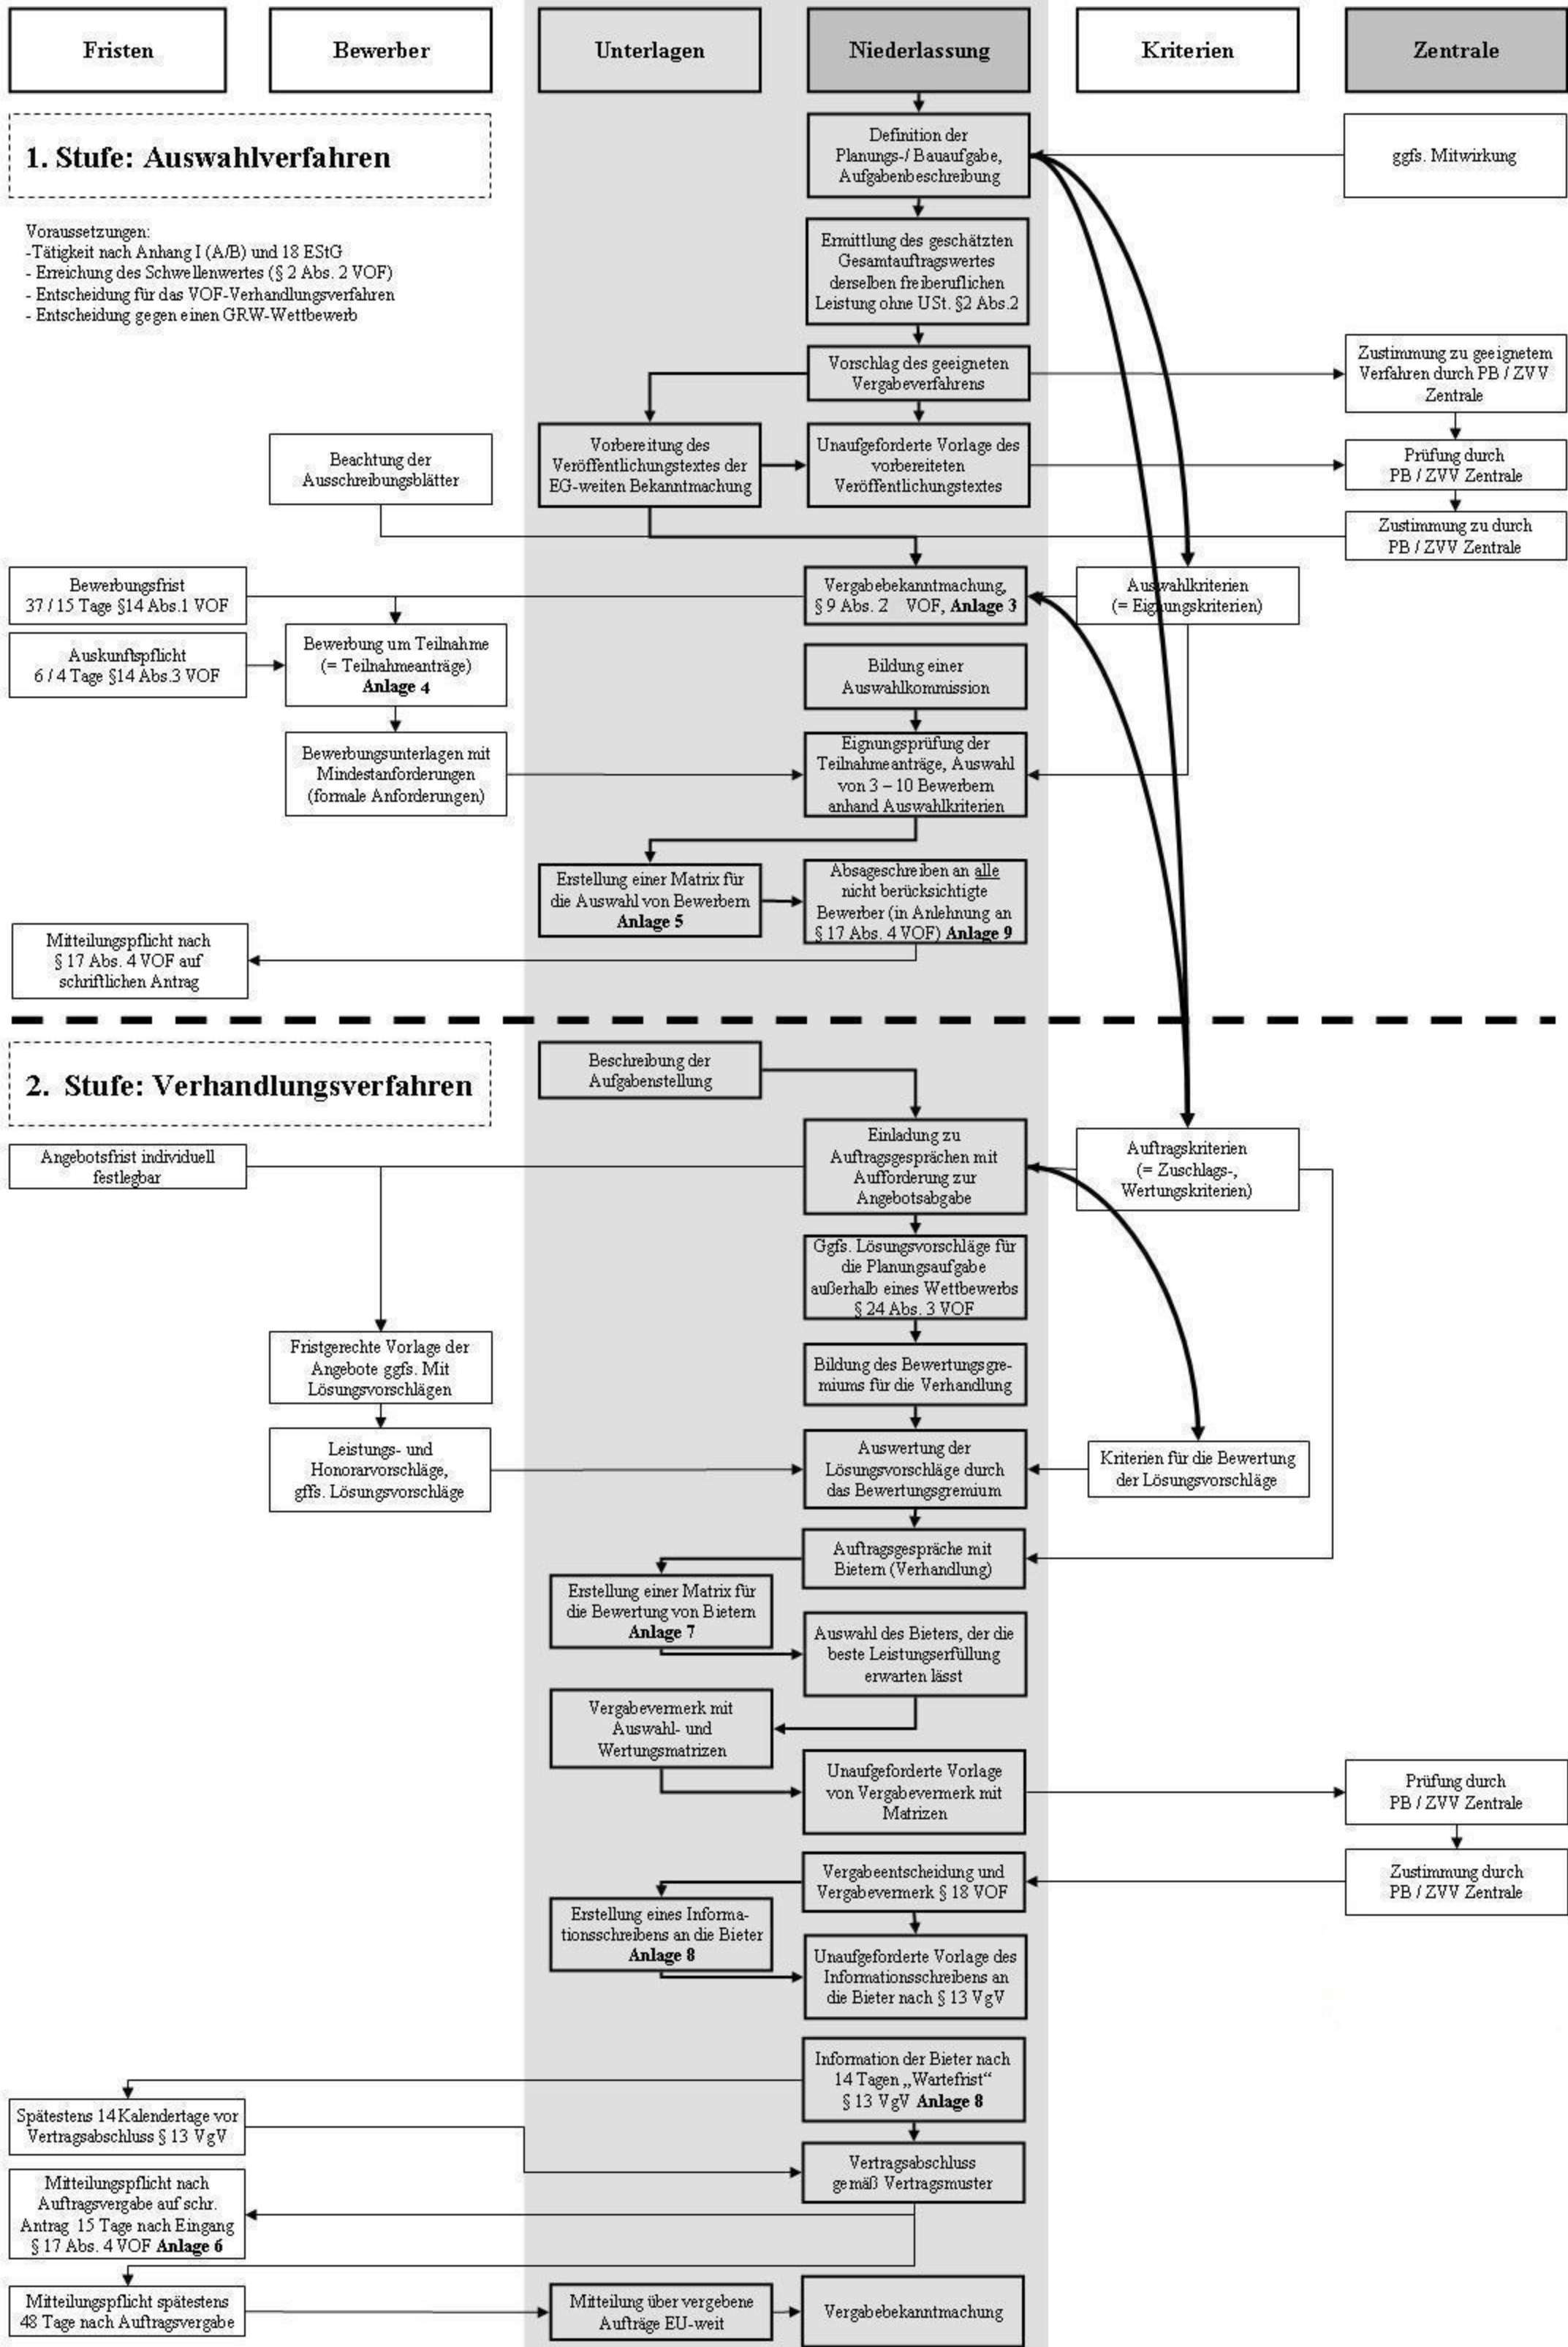 Fristen
Bewerber
Unterlagen
Niederlassung
Kriterien
Zentrale
1. Stufe: Auswahlverfahren
Definition der
Planungs-/ Bauaufgabe,
Aufgabenbeschreibung
ggfs. Mitwirkung
Voraussetzungen:
-Tätigkeit nach Anhang I (A/B) und 18 EStG
- Erreichung des Schwellenwertes (§ 2 Abs. 2 VOF)
- Entscheidung für das VOF-Verhandlungsverfahren
- Entscheidung gegen einen GRW-Wettbewerb
Ermittlung des geschätzten
Gesamtauftragswertes
derselben freiberuflichen
Leistung ohne USt. §2 Abs.2
Vorschlag des geeigneten
Vergabeverfahrens
Zustimmung zu geeignetem
Verfahren durch PB / ZVV
Zentrale
Beachtung der
Ausschreibungsblätter
Vorbereitung des
Veröffentlichungstextes der
EG-weiten Bekanntmachung
Unaufgeforderte Vorlage des
vorbereiteten
Veröffentlichungstextes
Prüfung durch
PB / ZVV Zentrale
Zustimmung zu durch
PB / ZVV Zentrale
Bewerbungsfrist
37 / 15 Tage §14 Abs.1 VOF
Vergabebekanntmachung,
§ 9 Abs. 2 VOF, Anlage 3
Auswahlkriterien
(= Eignungskriterien)
Auskunftspflicht
6 / 4 Tage §14 Abs.3 VOF
Bewerbung um Teilnahme
(= Teilnahmeanträge)
Anlage 4
Bildung einer
Auswahlkommission
Bewerbungsunterlagen mit
Mindestanforderungen
(formale Anforderungen)
Eignungsprüfung der
Teilnahmeanträge, Auswahl
von 3 – 10 Bewerbern
anhand Auswahlkriterien
Erstellung einer Matrix für
die Auswahl von Bewerbern
Anlage 5
Absageschreiben an alle
nicht berücksichtigte
Bewerber (in Anlehnung an
§ 17 Abs. 4 VOF) Anlage 9
Mitteilungspflicht nach
§ 17 Abs. 4 VOF auf
schriftlichen Antrag
2. Stufe: Verhandlungsverfahren
Beschreibung der
Aufgabenstellung
Angebotsfrist individuell
festlegbar
Einladung zu
Auftragsgesprächen mit
Aufforderung zur
Angebotsabgabe
Auftragskriterien
(= Zuschlags-,
Wertungskriterien)
Ggfs. Lösungsvorschläge für
die Planungsaufgabe
außerhalb eines Wettbewerbs
§ 24 Abs. 3 VOF
Fristgerechte Vorlage der
Angebote ggfs. Mit
Lösungsvorschlägen
Bildung des Bewertungsgre-
miums für die Verhandlung
Leistungs- und
Honorarvorschläge,
gffs. Lösungsvorschläge
Auswertung der
Lösungsvorschläge durch
das Bewertungsgremium
Kriterien für die Bewertung
der Lösungsvorschläge
Auftragsgespräche mit
Bietern (Verhandlung)
Erstellung einer Matrix für
die Bewertung von Bietern
Anlage 7
Auswahl des Bieters, der die
beste Leistungserfüllung
erwarten lässt
Vergabevermerk mit
Auswahl- und
Wertungsmatrizen
Unaufgeforderte Vorlage
von Vergabevermerk mit
Matrizen
Prüfung durch
PB / ZVV Zentrale
Vergabeentscheidung und
Vergabevermerk § 18 VOF
Zustimmung durch
PB / ZVV Zentrale
Erstellung eines Informa-
tionsschreibens an die Bieter
Anlage 8
Unaufgeforderte Vorlage des
Informationsschreibens an
die Bieter nach § 13 VgV
Information der Bieter nach
14 Tagen „Wartefrist“
§ 13 VgV Anlage 8
Spätestens 14 Kalendertage vor
Vertragsabschluss § 13 VgV
Vertragsabschluss
gemäß Vertragsmuster
Mitteilungspflicht nach
Auftragsvergabe auf schr.
Antrag 15 Tage nach Eingang
§ 17 Abs. 4 VOF Anlage 6
Mitteilungspflicht spätestens
48 Tage nach Auftragsvergabe
Mitteilung über vergebene
Aufträge EU-weit
Vergabebekanntmachung